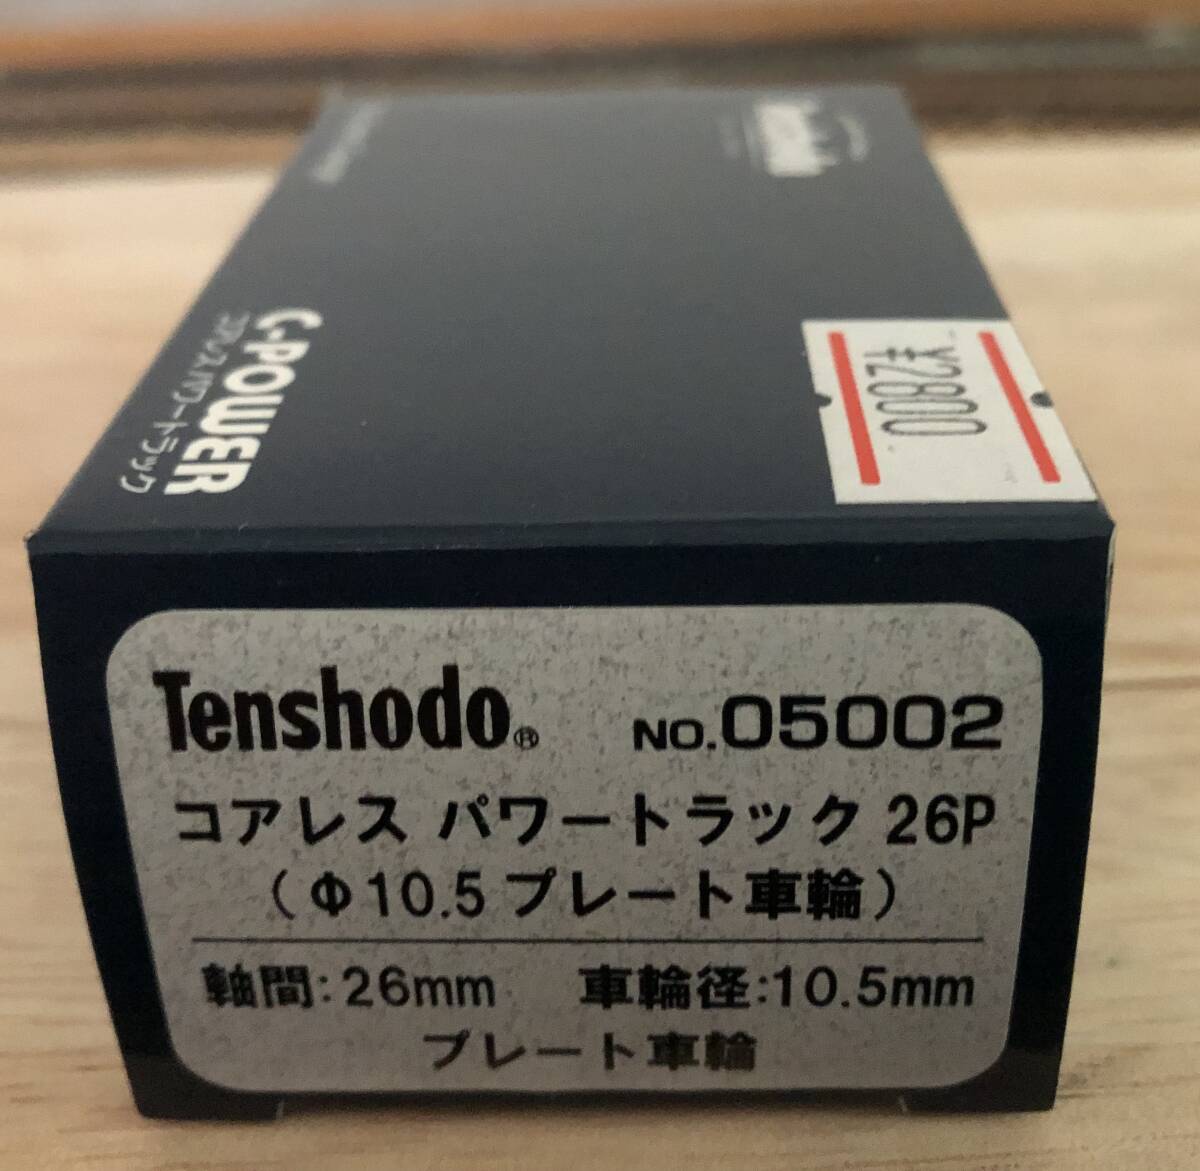 C・POWER
コアレスパワートラック
¥2800
Tenshodo® NO.05002
コアレス パワートラック 26P
（Φ10.5プレート車輪）
軸間:26mm 車輪径:10.5mm
プレート車輪